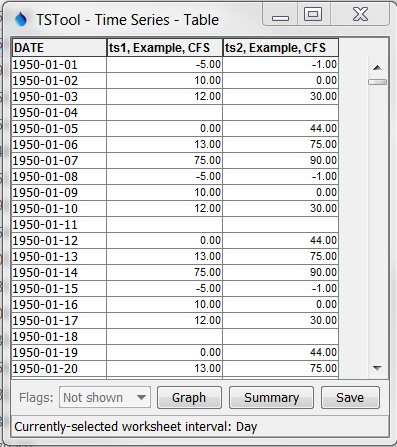 TSTool - Time Series - Table
DATE ts1, Example, CFS ts2, Example, CFS
1950-01-01 -5.00 -1.00
1950-01-02 10.00 0.00
1950-01-03 12.00 30.00
1950-01-04
1950-01-05 0.00 44.00
1950-01-06 13.00 75.00
1950-01-07 75.00 90.00
1950-01-08 -5.00 -1.00
1950-01-09 10.00 0.00
1950-01-10 12.00 30.00
1950-01-11
1950-01-12 0.00 44.00
1950-01-13 13.00 75.00
1950-01-14 75.00 90.00
1950-01-15 -5.00 -1.00
1950-01-16 10.00 0.00
1950-01-17 12.00 30.00
1950-01-18
1950-01-19 0.00 44.00
1950-01-20 13.00 75.00
Flags: Not shown Graph Summary Save
Currently-selected worksheet interval: Day